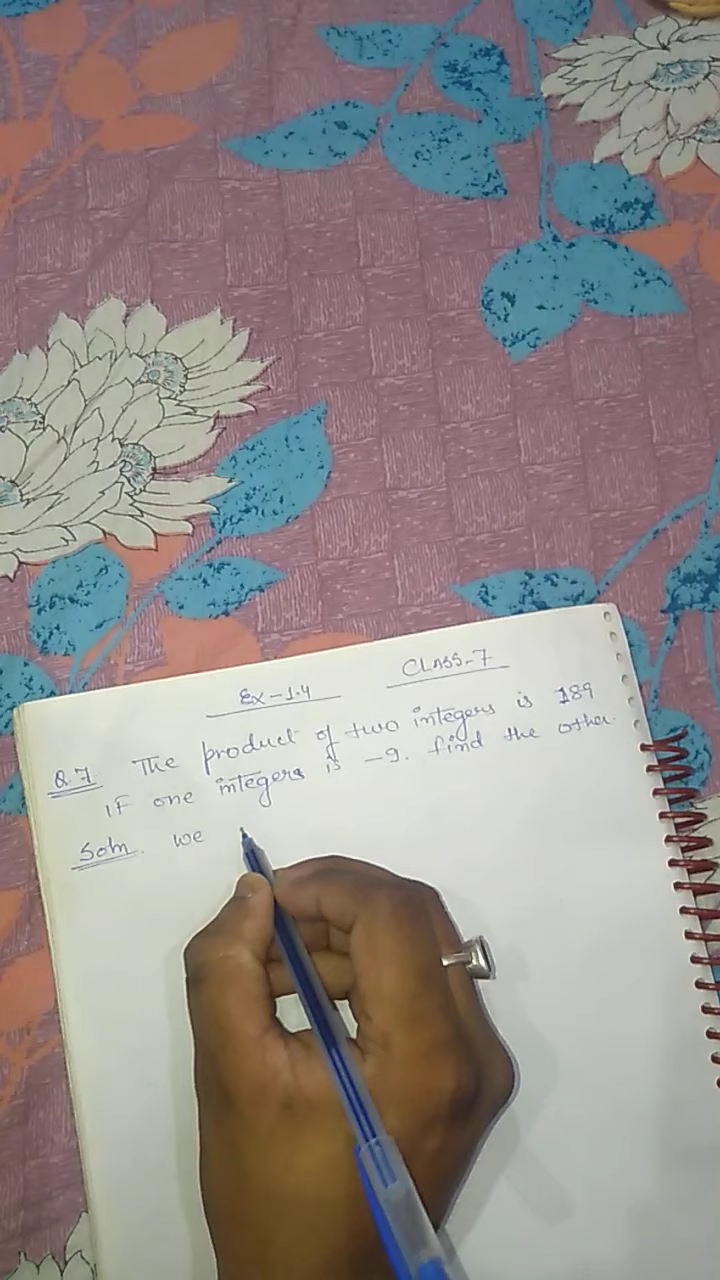 Ex-1.4 CLASS-7
Q.7 The product of two integers is 189
IF one integers is -9. find the other.
Soln. we